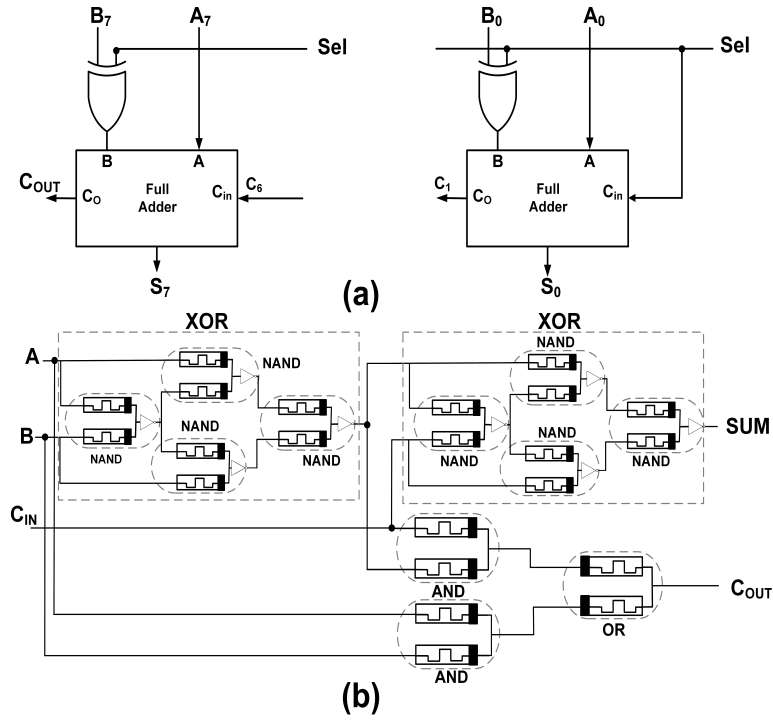 B7 A7 B0 A0
Sel Sel
B A B A
COUT CO Full Adder Cin C6 C1 CO Full Adder Cin
S7 S0
(a)
XOR XOR
A NAND NAND
B NAND NAND NAND NAND NAND NAND SUM
CIN
AND
OR COUT
AND
(b)